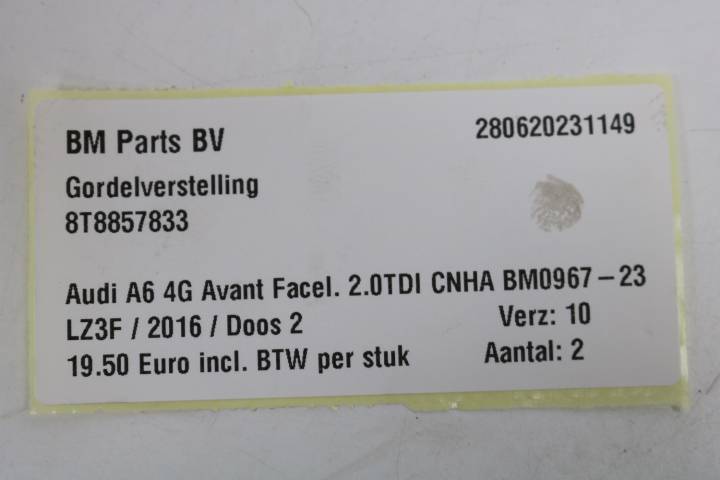 BM Parts BV 280620231149
Gordelverstelling
8T8857833
Audi A6 4G Avant Facel. 2.0TDI CNHA BM0967-23
LZ3F / 2016 / Doos 2 Verz: 10
19.50 Euro incl. BTW per stuk Aantal: 2